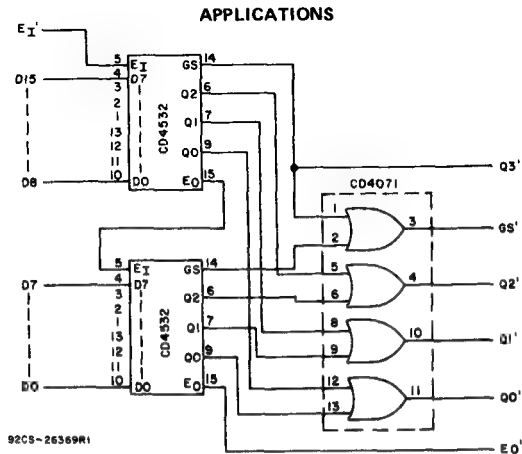 APPLICATIONS
EI'
5 EI GS 14
D15 4 D7
3
2 Q2 6
1
13 Q1 7
12
11 Q0 9
D8 10 D0 EO 15
CD4532
Q3'
CD4071
1
2
3 GS'
5 EI GS 14
D7 4 D7
3
2 Q2 6
1
13 Q1 7
12
11 Q0 9
D0 10 D0 EO 15
CD4532
5
6
4 Q2'
8
9
10 Q1'
12
13
11 Q0'
EO'
92CS-26369R1